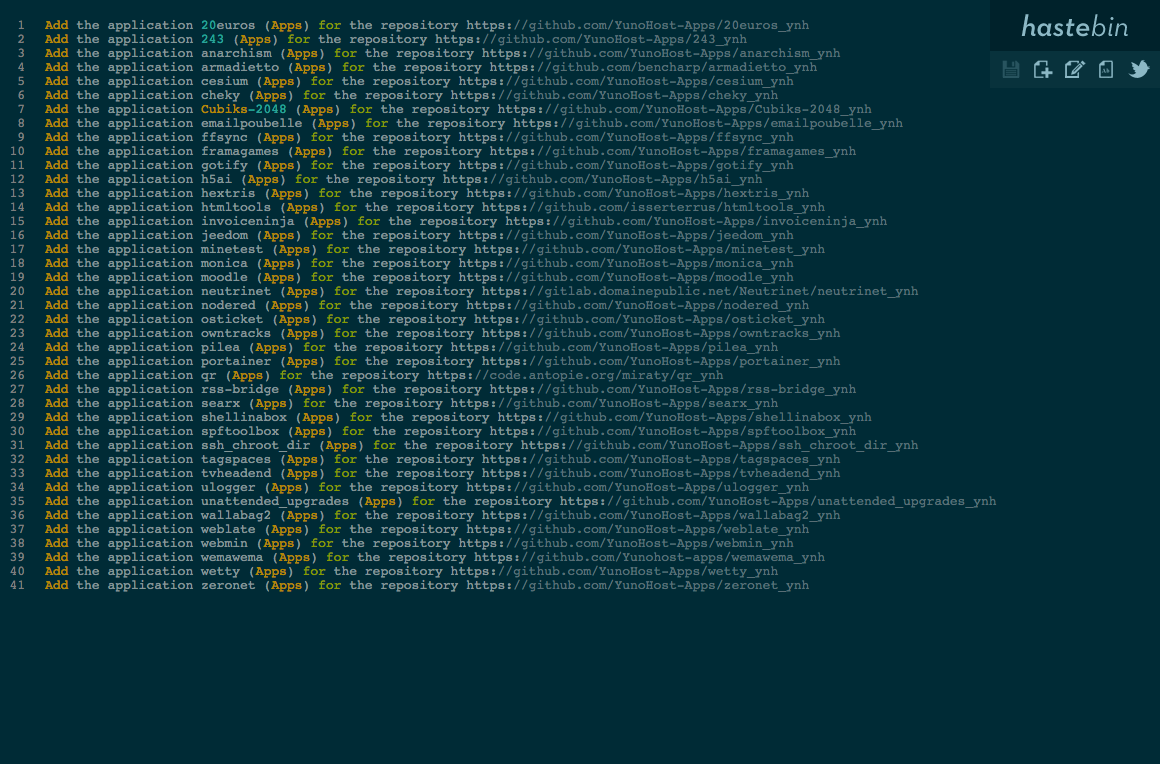 hastebin
1 Add the application 20euros (Apps) for the repository https://github.com/YunoHost-Apps/20euros_ynh
2 Add the application 243 (Apps) for the repository https://github.com/YunoHost-Apps/243_ynh
3 Add the application anarchism (Apps) for the repository https://github.com/YunoHost-Apps/anarchism_ynh
4 Add the application armadietto (Apps) for the repository https://github.com/bencharp/armadietto_ynh
5 Add the application cesium (Apps) for the repository https://github.com/YunoHost-Apps/cesium_ynh
6 Add the application cheky (Apps) for the repository https://github.com/YunoHost-Apps/cheky_ynh
7 Add the application Cubiks-2048 (Apps) for the repository https://github.com/YunoHost-Apps/Cubiks-2048_ynh
8 Add the application emailpoubelle (Apps) for the repository https://github.com/YunoHost-Apps/emailpoubelle_ynh
9 Add the application ffsync (Apps) for the repository https://github.com/YunoHost-Apps/ffsync_ynh
10 Add the application framagames (Apps) for the repository https://github.com/YunoHost-Apps/framagames_ynh
11 Add the application gotify (Apps) for the repository https://github.com/YunoHost-Apps/gotify_ynh
12 Add the application h5ai (Apps) for the repository https://github.com/YunoHost-Apps/h5ai_ynh
13 Add the application hextris (Apps) for the repository https://github.com/YunoHost-Apps/hextris_ynh
14 Add the application htmltools (Apps) for the repository https://github.com/isserterrus/htmltools_ynh
15 Add the application invoiceninja (Apps) for the repository https://github.com/YunoHost-Apps/invoiceninja_ynh
16 Add the application jeedom (Apps) for the repository https://github.com/YunoHost-Apps/jeedom_ynh
17 Add the application minetest (Apps) for the repository https://github.com/YunoHost-Apps/minetest_ynh
18 Add the application monica (Apps) for the repository https://github.com/YunoHost-Apps/monica_ynh
19 Add the application moodle (Apps) for the repository https://github.com/YunoHost-Apps/moodle_ynh
20 Add the application neutrinet (Apps) for the repository https://gitlab.domainepublic.net/Neutrinet/neutrinet_ynh
21 Add the application nodered (Apps) for the repository https://github.com/YunoHost-Apps/nodered_ynh
22 Add the application osticket (Apps) for the repository https://github.com/YunoHost-Apps/osticket_ynh
23 Add the application owntracks (Apps) for the repository https://github.com/YunoHost-Apps/owntracks_ynh
24 Add the application pilea (Apps) for the repository https://github.com/YunoHost-Apps/pilea_ynh
25 Add the application portainer (Apps) for the repository https://github.com/YunoHost-Apps/portainer_ynh
26 Add the application qr (Apps) for the repository https://code.antopie.org/miraty/qr_ynh
27 Add the application rss-bridge (Apps) for the repository https://github.com/YunoHost-Apps/rss-bridge_ynh
28 Add the application searx (Apps) for the repository https://github.com/YunoHost-Apps/searx_ynh
29 Add the application shellinabox (Apps) for the repository https://github.com/YunoHost-Apps/shellinabox_ynh
30 Add the application spftoolbox (Apps) for the repository https://github.com/YunoHost-Apps/spftoolbox_ynh
31 Add the application ssh_chroot_dir (Apps) for the repository https://github.com/YunoHost-Apps/ssh_chroot_dir_ynh
32 Add the application tagspaces (Apps) for the repository https://github.com/YunoHost-Apps/tagspaces_ynh
33 Add the application tvheadend (Apps) for the repository https://github.com/YunoHost-Apps/tvheadend_ynh
34 Add the application ulogger (Apps) for the repository https://github.com/YunoHost-Apps/ulogger_ynh
35 Add the application unattended_upgrades (Apps) for the repository https://github.com/YunoHost-Apps/unattended_upgrades_ynh
36 Add the application wallabag2 (Apps) for the repository https://github.com/YunoHost-Apps/wallabag2_ynh
37 Add the application weblate (Apps) for the repository https://github.com/YunoHost-Apps/weblate_ynh
38 Add the application webmin (Apps) for the repository https://github.com/YunoHost-Apps/webmin_ynh
39 Add the application wemawema (Apps) for the repository https://github.com/Yunohost-apps/wemawema_ynh
40 Add the application wetty (Apps) for the repository https://github.com/YunoHost-Apps/wetty_ynh
41 Add the application zeronet (Apps) for the repository https://github.com/YunoHost-Apps/zeronet_ynh